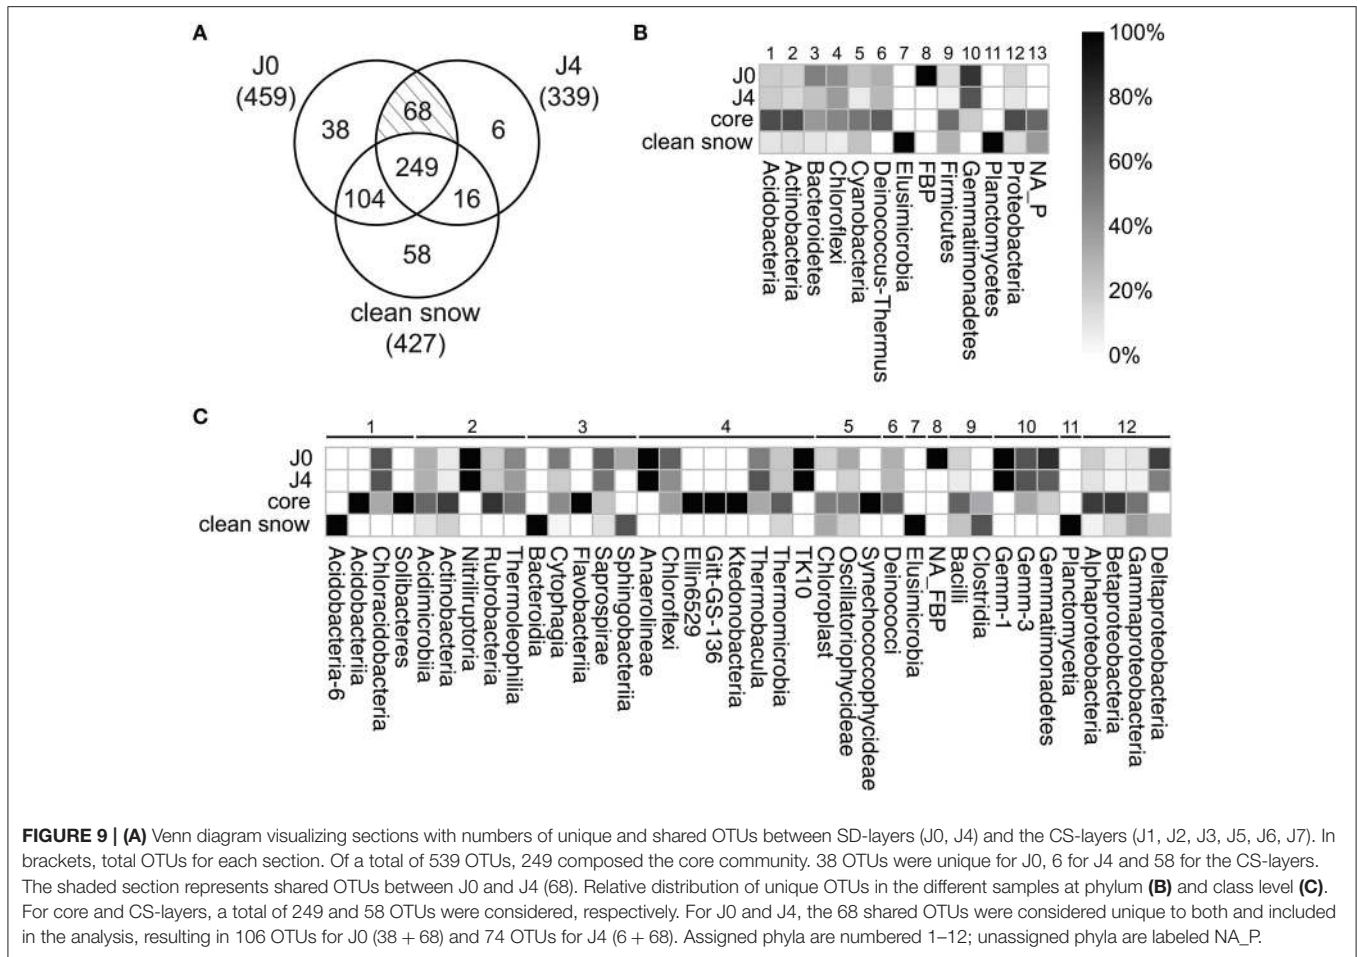 A
J0
(459)
J4
(339)
68
38
6
249
104
16
58
clean snow
(427)
B
1 2 3 4 5 6 7 8 9 10 11 12 13
J0
J4
core
clean snow
Acidobacteria
Actinobacteria
Bacteroidetes
Chloroflexi
Cyanobacteria
Deinococcus-Thermus
Elusimicrobia
FBP
Firmicutes
Gemmatimonadetes
Planctomycetes
Proteobacteria
NA_P
100%
80%
60%
40%
20%
0%
C
1 2 3 4 5 6 7 8 9 10 11 12
J0
J4
core
clean snow
Acidobacteria-6
Acidobacteriia
Chloracidobacteria
Solibacteres
Acidimicrobiia
Actinobacteria
Nitriliruptoria
Rubrobacteria
Thermoleophilia
Bacteroidia
Cytophagia
Flavobacteriia
Saprospirae
Sphingobacteriia
Anaerolineae
Chloroflexi
Ellin6529
Gitt-GS-136
Ktedonobacteria
Thermobacula
Thermomicrobia
TK10
Chloroplast
Oscillatoriophycideae
Synechococcophycideae
Deinococci
Elusimicrobia
NA_FBP
Bacilli
Clostridia
Gemm-1
Gemm-3
Gemmatimonadetes
Planctomycetia
Alphaproteobacteria
Betaproteobacteria
Gammaproteobacteria
Deltaproteobacteria
FIGURE 9 | (A) Venn diagram visualizing sections with numbers of unique and shared OTUs between SD-layers (J0, J4) and the CS-layers (J1, J2, J3, J5, J6, J7). In
brackets, total OTUs for each section. Of a total of 539 OTUs, 249 composed the core community. 38 OTUs were unique for J0, 6 for J4 and 58 for the CS-layers.
The shaded section represents shared OTUs between J0 and J4 (68). Relative distribution of unique OTUs in the different samples at phylum (B) and class level (C).
For core and CS-layers, a total of 249 and 58 OTUs were considered, respectively. For J0 and J4, the 68 shared OTUs were considered unique to both and included
in the analysis, resulting in 106 OTUs for J0 (38 + 68) and 74 OTUs for J4 (6 + 68). Assigned phyla are numbered 1–12; unassigned phyla are labeled NA_P.